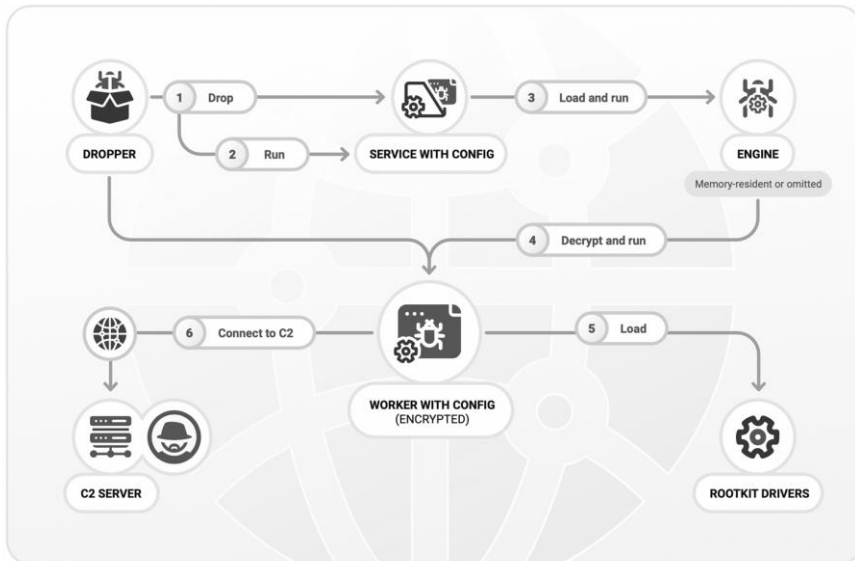 1 Drop
3 Load and run
DROPPER
2 Run
SERVICE WITH CONFIG
ENGINE
Memory-resident or omitted
4 Decrypt and run
6 Connect to C2
5 Load
WORKER WITH CONFIG
(ENCRYPTED)
C2 SERVER
ROOTKIT DRIVERS